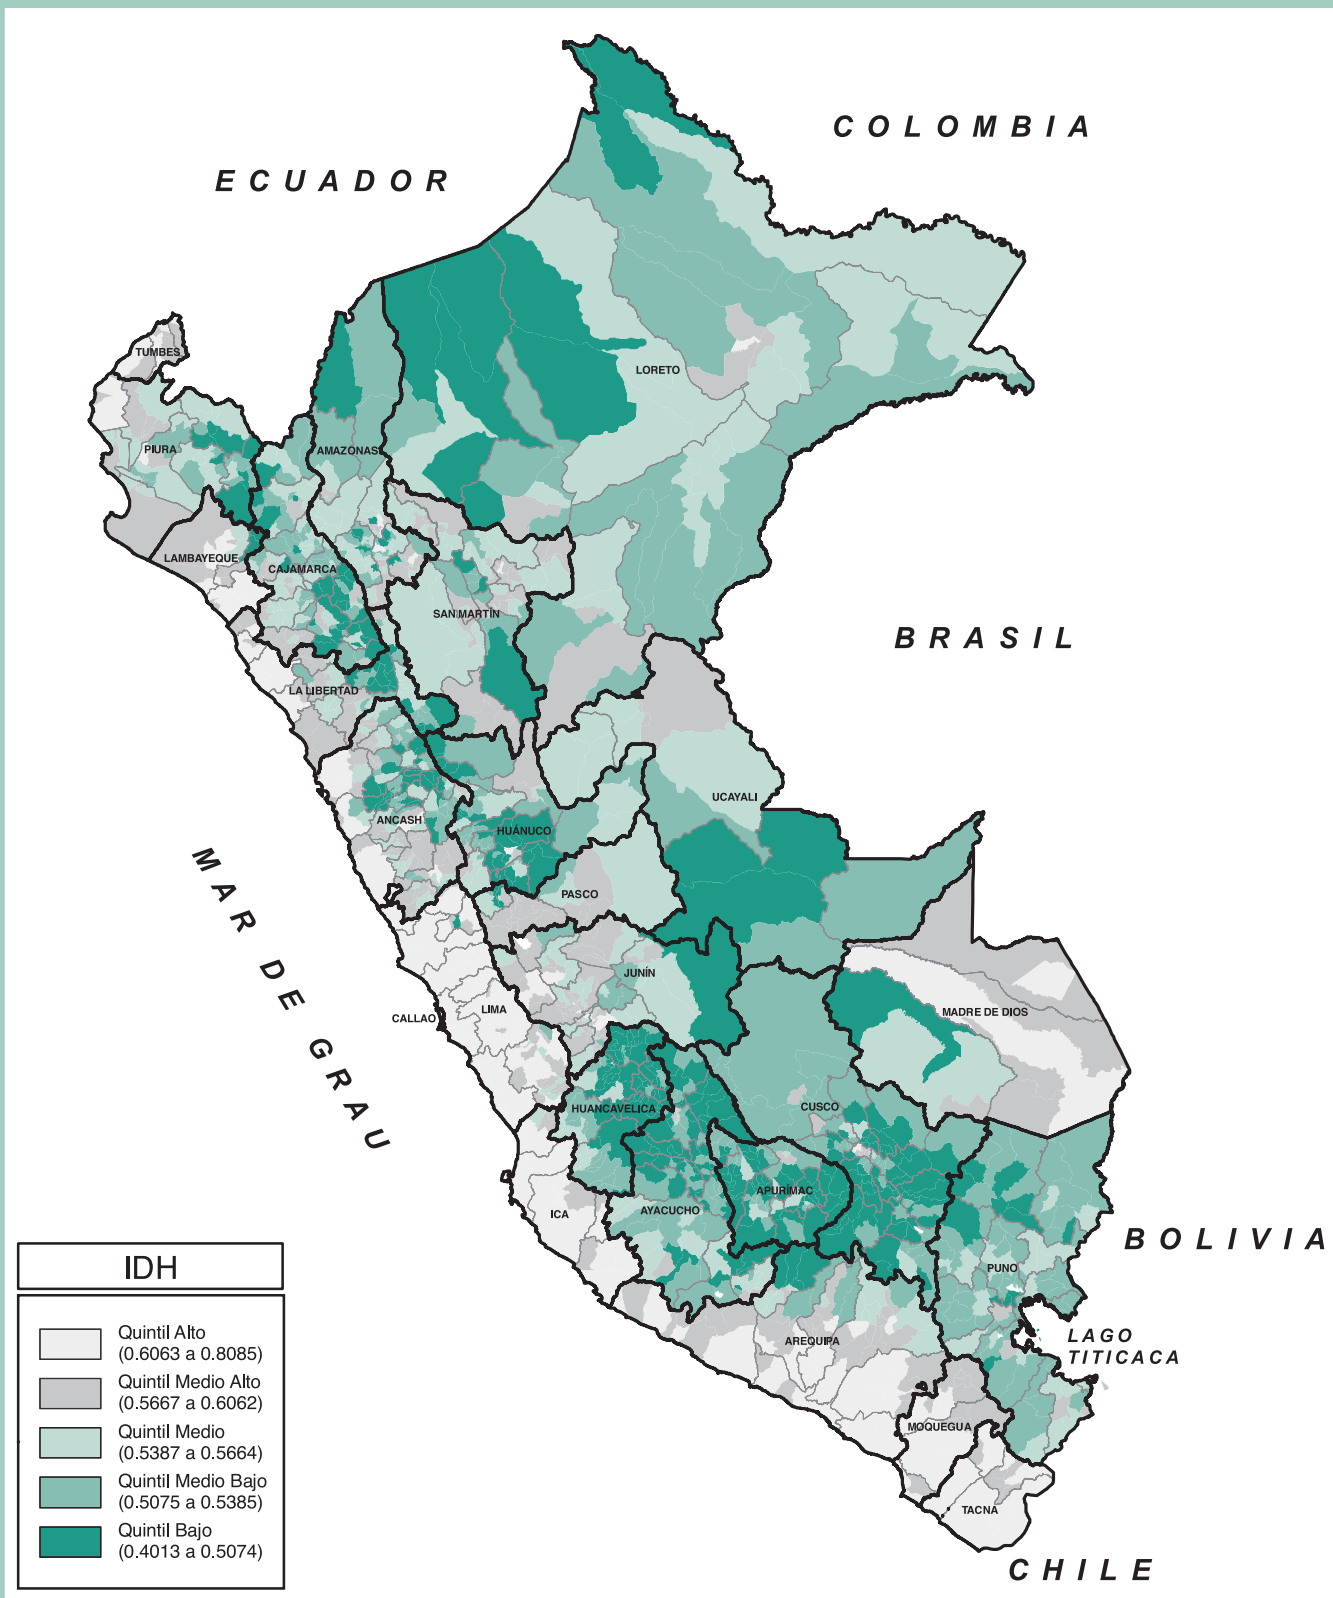 COLOMBIA
ECUADOR
TUMBES
LORETO
PIURA
AMAZONAS
LAMBAYEQUE
CAJAMARCA
SAN MARTÍN
BRASIL
LA LIBERTAD
UCAYALI
ANCASH
HUÁNUCO
MAR DE GRAU
PASCO
JUNÍN
LIMA
CALLAO
MADRE DE DIOS
HUANCAVELICA
CUSCO
APURÍMAC
ICA
AYACUCHO
BOLIVIA
PUNO
LAGO
TITICACA
AREQUIPA
MOQUEGUA
TACNA
CHILE
IDH
Quintil Alto
(0.6063 a 0.8085)
Quintil Medio Alto
(0.5667 a 0.6062)
Quintil Medio
(0.5387 a 0.5664)
Quintil Medio Bajo
(0.5075 a 0.5385)
Quintil Bajo
(0.4013 a 0.5074)